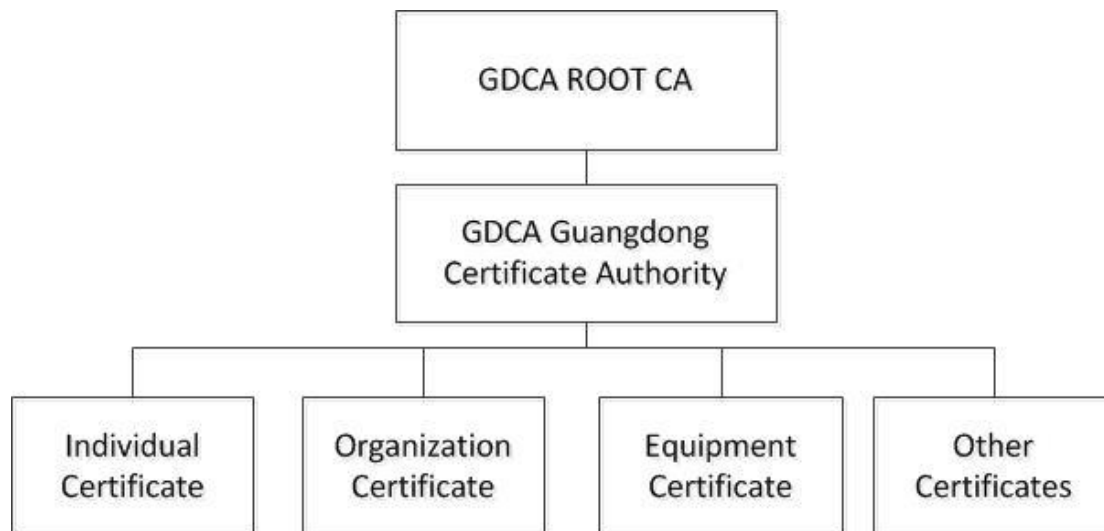 GDCA ROOT CA
GDCA Guangdong
Certificate Authority
Individual
Certificate
Organization
Certificate
Equipment
Certificate
Other
Certificates